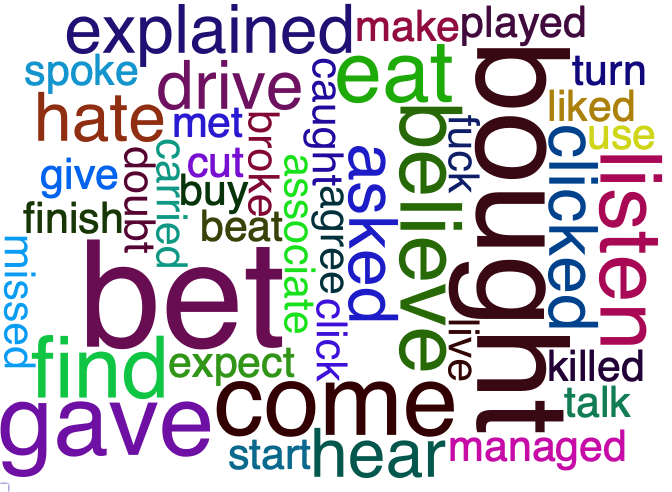 explained
make
played
spoke
drive
caught
eat
turn
hate
met
broke
liked
use
fuck
bought
give
doubt
carried
cut
buy
associate
asked
believe
clicked
listen
finish
beat
agree
missed
bet
click
live
find
expect
killed
gave
come
talk
start
hear
managed